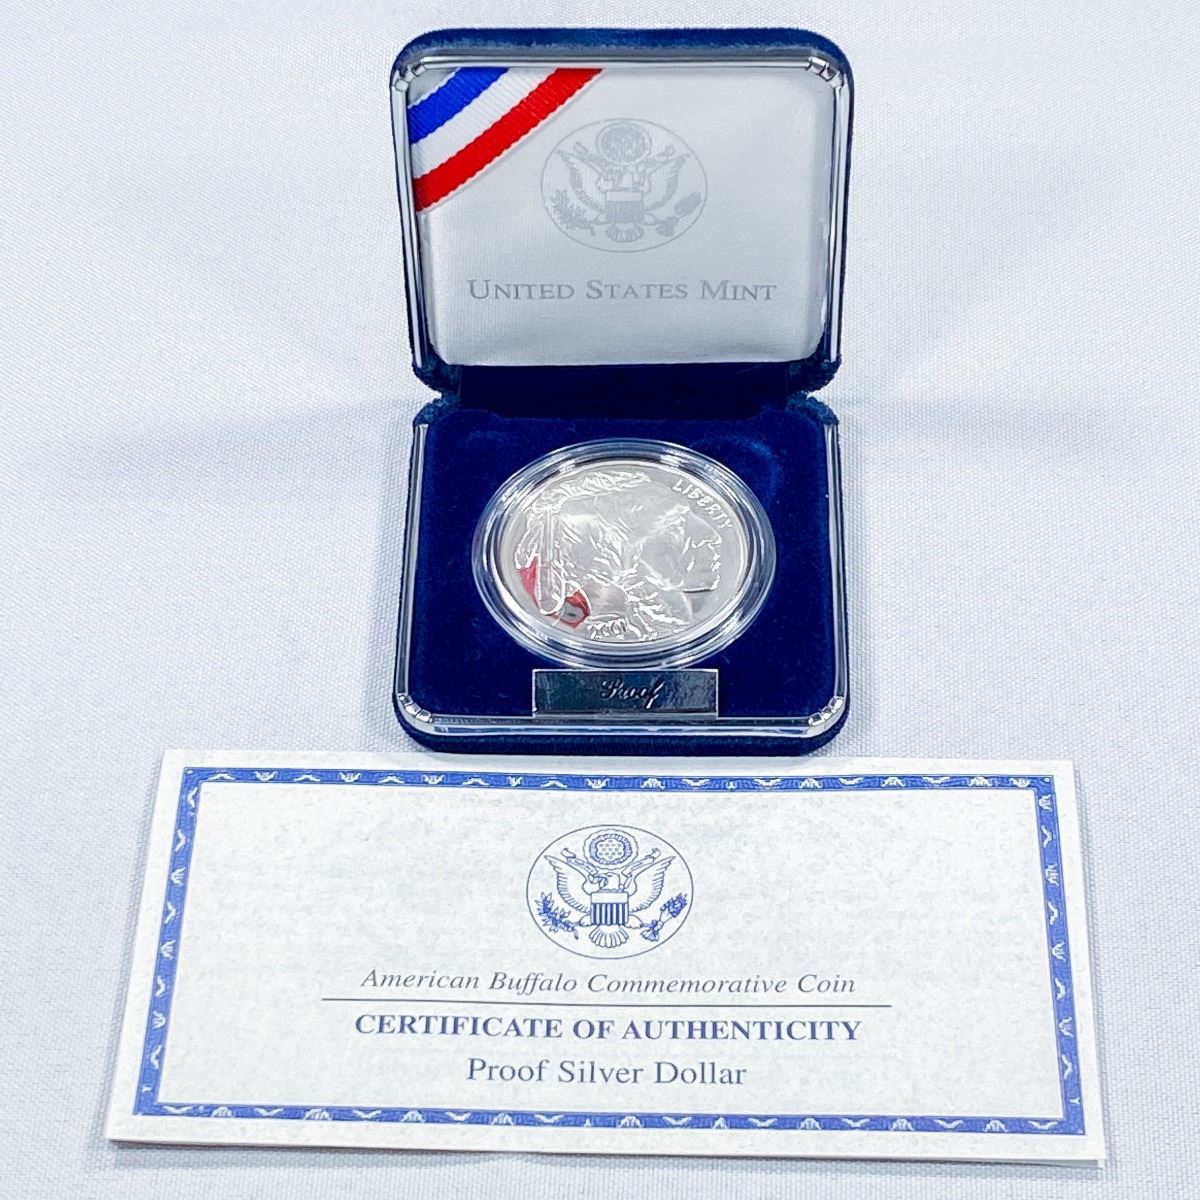 UNITED STATES MINT
LIBERTY
Proof
American Buffalo Commemorative Coin
CERTIFICATE OF AUTHENTICITY
Proof Silver Dollar